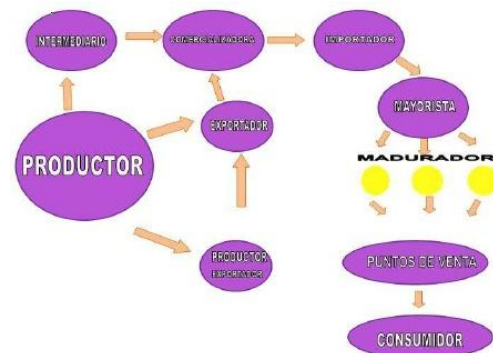 INTERMEDIARIO
COMERCIALIZADORA
IMPORTADOR
MAYORISTA
EXPORTADOR
PRODUCTOR
MADURADOR
PRODUCTOR
EXPORTADOR
PUNTOS DE VENTA
CONSUMIDOR